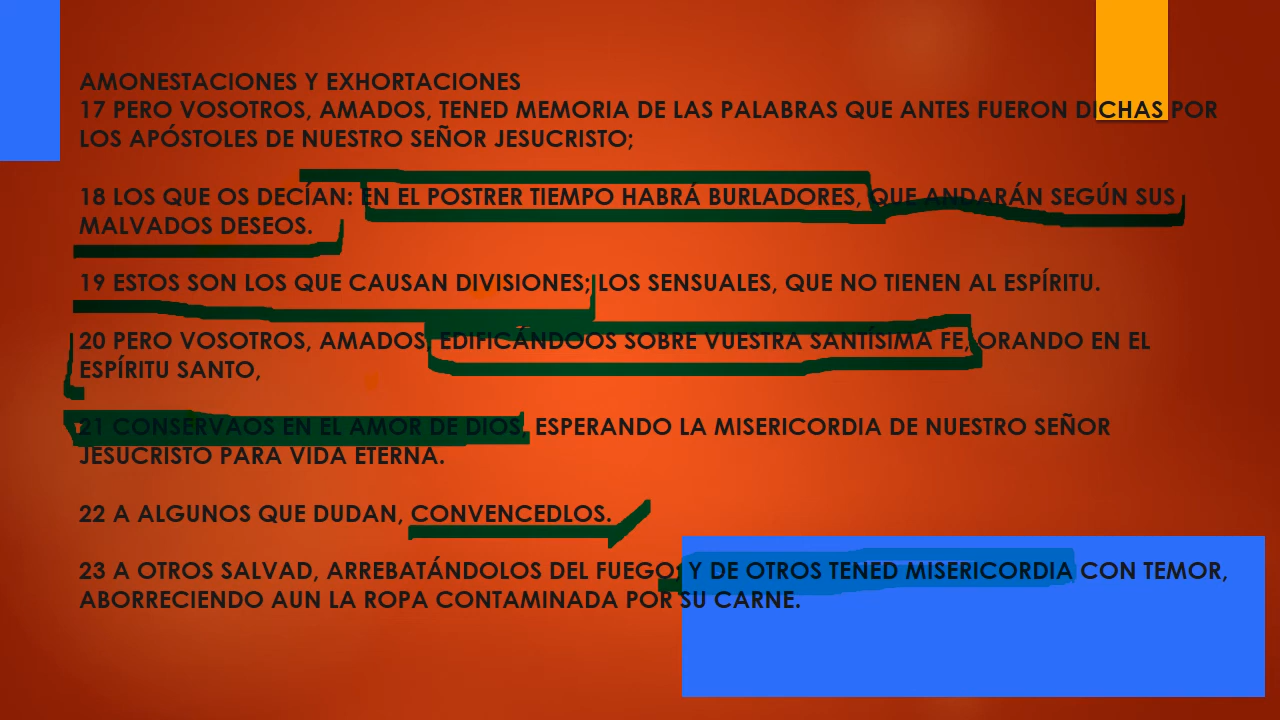 AMONESTACIONES Y EXHORTACIONES
17 PERO VOSOTROS, AMADOS, TENED MEMORIA DE LAS PALABRAS QUE ANTES FUERON DICHAS POR
LOS APÓSTOLES DE NUESTRO SEÑOR JESUCRISTO;
18 LOS QUE OS DECÍAN: EN EL POSTRER TIEMPO HABRÁ BURLADORES, QUE ANDARÁN SEGÚN SUS
MALVADOS DESEOS.
19 ESTOS SON LOS QUE CAUSAN DIVISIONES; LOS SENSUALES, QUE NO TIENEN AL ESPÍRITU.
20 PERO VOSOTROS, AMADOS, EDIFICÁNDOOS SOBRE VUESTRA SANTÍSIMA FE, ORANDO EN EL
ESPÍRITU SANTO,
21 CONSERVAOS EN EL AMOR DE DIOS, ESPERANDO LA MISERICORDIA DE NUESTRO SEÑOR
JESUCRISTO PARA VIDA ETERNA.
22 A ALGUNOS QUE DUDAN, CONVENCEDLOS.
23 A OTROS SALVAD, ARREBATÁNDOLOS DEL FUEGO; Y DE OTROS TENED MISERICORDIA CON TEMOR,
ABORRECIENDO AUN LA ROPA CONTAMINADA POR SU CARNE.